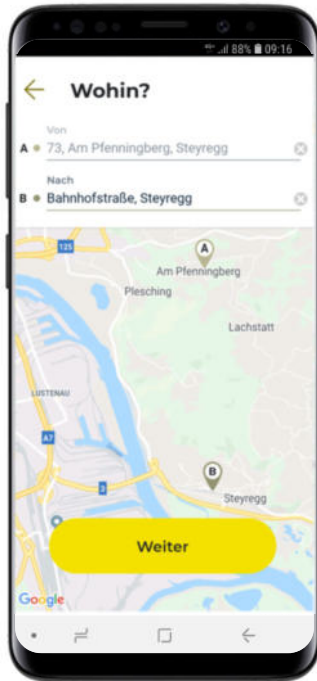 88% 09:16
Wohin?
Von
A 73, Am Pfenningberg, Steyregg
Nach
B Bahnhofstraße, Steyregg
125
A
Am Pfenningberg
Plesching
Lachstatt
LUSTENAU
A7
B
3
Steyregg
Weiter
Google